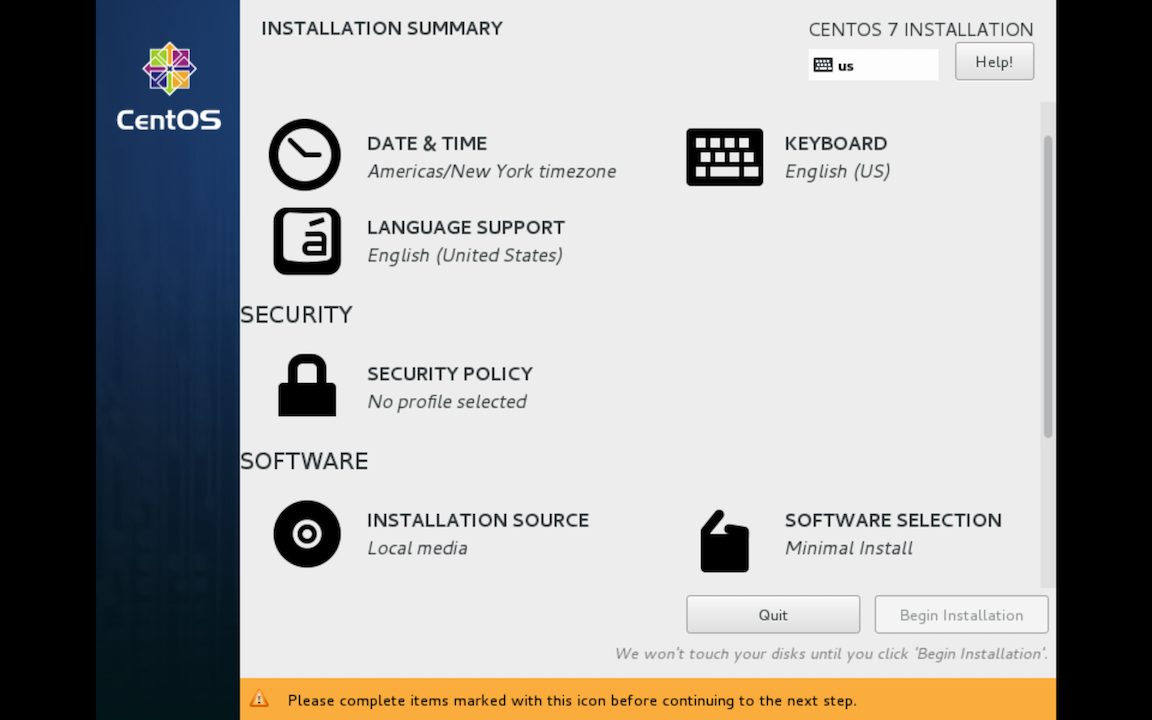 INSTALLATION SUMMARY
CENTOS 7 INSTALLATION
us
Help!
CentOS
DATE & TIME
Americas/New York timezone
KEYBOARD
English (US)
á
LANGUAGE SUPPORT
English (United States)
SECURITY
SECURITY POLICY
No profile selected
SOFTWARE
INSTALLATION SOURCE
Local media
SOFTWARE SELECTION
Minimal Install
Quit
Begin Installation
We won't touch your disks until you click 'Begin Installation'.
Please complete items marked with this icon before continuing to the next step.